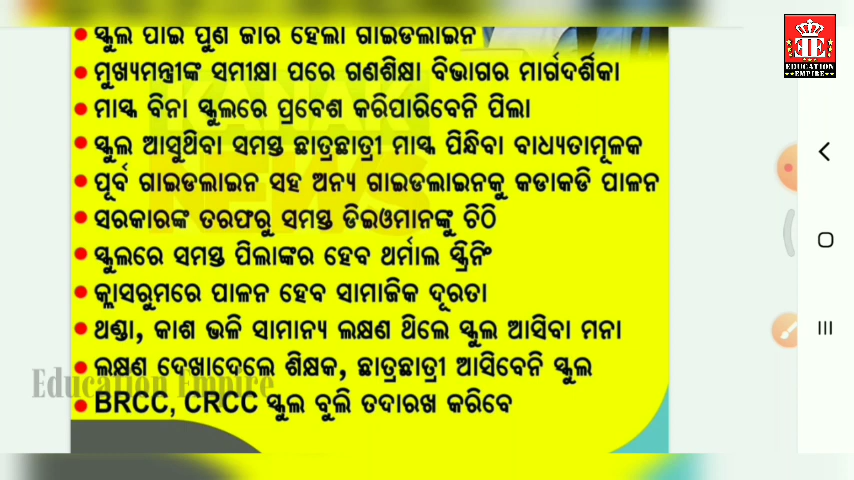 ସ୍କୁଲ ପାଇଁ ପୁଣି ଜାରି ହେଲା ଗାଇଡଲାଇନ
ମୁଖ୍ୟମନ୍ତ୍ରୀଙ୍କ ସମୀକ୍ଷା ପରେ ଗଣଶିକ୍ଷା ବିଭାଗର ମାର୍ଗଦର୍ଶିକା
ମାସ୍କ ବିନା ସ୍କୁଲରେ ପ୍ରବେଶ କରିପାରିବେନି ପିଲା
ସ୍କୁଲ ଆସୁଥିବା ସମସ୍ତ ଛାତ୍ରଛାତ୍ରୀ ମାସ୍କ ପିନ୍ଧିବା ବାଧ୍ୟତାମୂଳକ
ପୂର୍ବ ଗାଇଡଲାଇନ ସହ ଅନ୍ୟ ଗାଇଡଲାଇନକୁ କଡାକଡି ପାଳନ
ସରକାରଙ୍କ ତରଫରୁ ସମସ୍ତ ଡିଇଓମାନଙ୍କୁ ଚିଠି
ସ୍କୁଲରେ ସମସ୍ତ ପିଲାଙ୍କର ହେବ ଥର୍ମାଲ ସ୍କ୍ରିନିଂ
କ୍ଲାସରୁମରେ ପାଳନ ହେବ ସାମାଜିକ ଦୂରତା
ଥଣ୍ଡା, କାଶ ଭଳି ସାମାନ୍ୟ ଲକ୍ଷଣ ଥିଲେ ସ୍କୁଲ ଆସିବା ମନା
ଲକ୍ଷଣ ଦେଖାଦେଲେ ଶିକ୍ଷକ, ଛାତ୍ରଛାତ୍ରୀ ଆସିବେନି ସ୍କୁଲ
BRCC, CRCC ସ୍କୁଲ ବୁଲି ତଦାରଖ କରିବେ
Education Empire
EDUCATION
EMPIRE